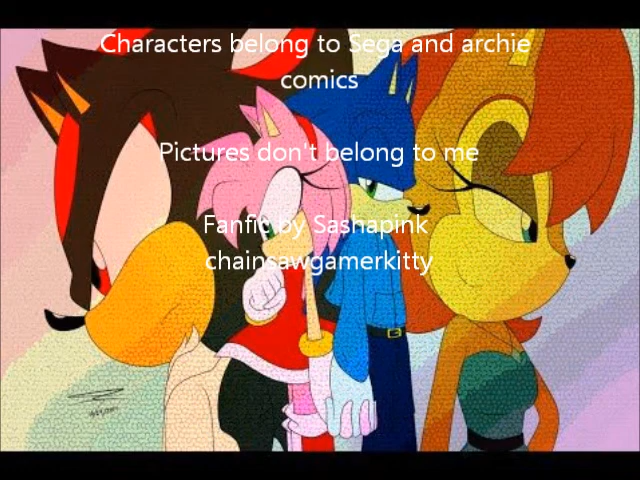 Characters belong to Sega and archie
comics
Pictures don't belong to me
Fanfic by Sashapink
chainsawgamerkitty